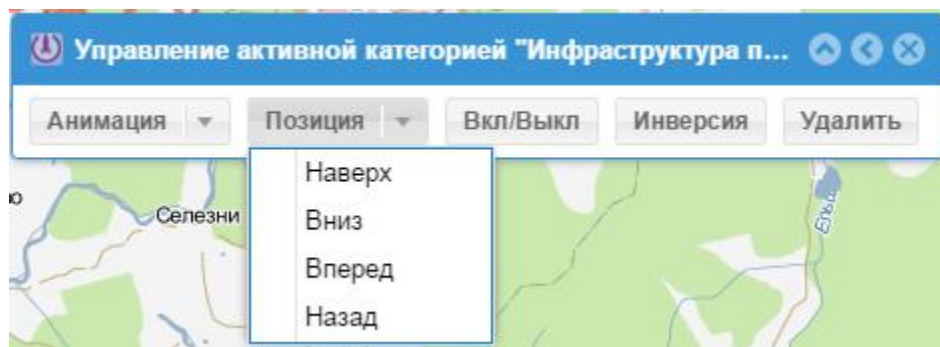 Управление активной категорией "Инфраструктура п...
Анимация Позиция Вкл/Выкл Инверсия Удалить
Наверх
Селезни
Вниз
Вперед
Назад